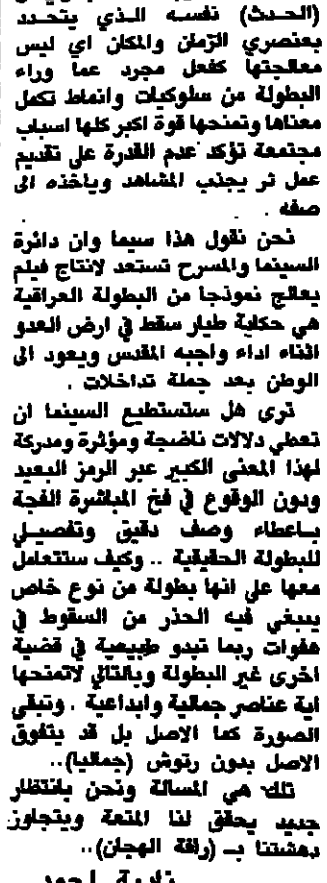 (الحدث) نفسه الذي يتحدد
بعنصري الزمان والمكان اي ليس
معالجتها كفعل مجرد عما وراء
البطولة من سلوكيات وانماط تكمل
معناها وتمنحها قوة اكبر كلها اسباب
مجتمعة تؤكد عدم القدرة على تقديم
عمل ثر يجذب المشاهد وياخذه الى
صفه .
نحن نقول هذا سيما وان دائرة
السينما والمسرح تستعد لانتاج فيلم
يعالج نموذجا من البطولة العراقية
هي حكاية طيار سقط في ارض العدو
اثناء اداء واجبه المقدس ويعود الى
الوطن بعد جملة تداخلات .
ترى هل ستستطيع السينما ان
تعطي دلالات ناضجة ومؤثرة ومدركة
لهذا المعنى الكبير عبر الرمز البعيد
ودون الوقوع في فخ المباشرة الفجة
باعطاء وصف دقيق وتفصيلي
للبطولة الحقيقية .. وكيف ستتعامل
معها على انها بطولة من نوع خاص
ينبغي فيه الحذر من السقوط في
هفوات ربما تبدو طبيعية في قضية
اخرى غير البطولة وبالتالي لاتمنحها
اية عناصر جمالية وابداعية . وتبقى
الصورة كما الاصل بل قد يتفوق
الاصل بدون رتوش (جماليا)..
تلك هي المسالة ونحن بانتظار
جديد يحقق لنا المتعة ويتجاوز
دهشتنا بـ (رافة الهجان)..